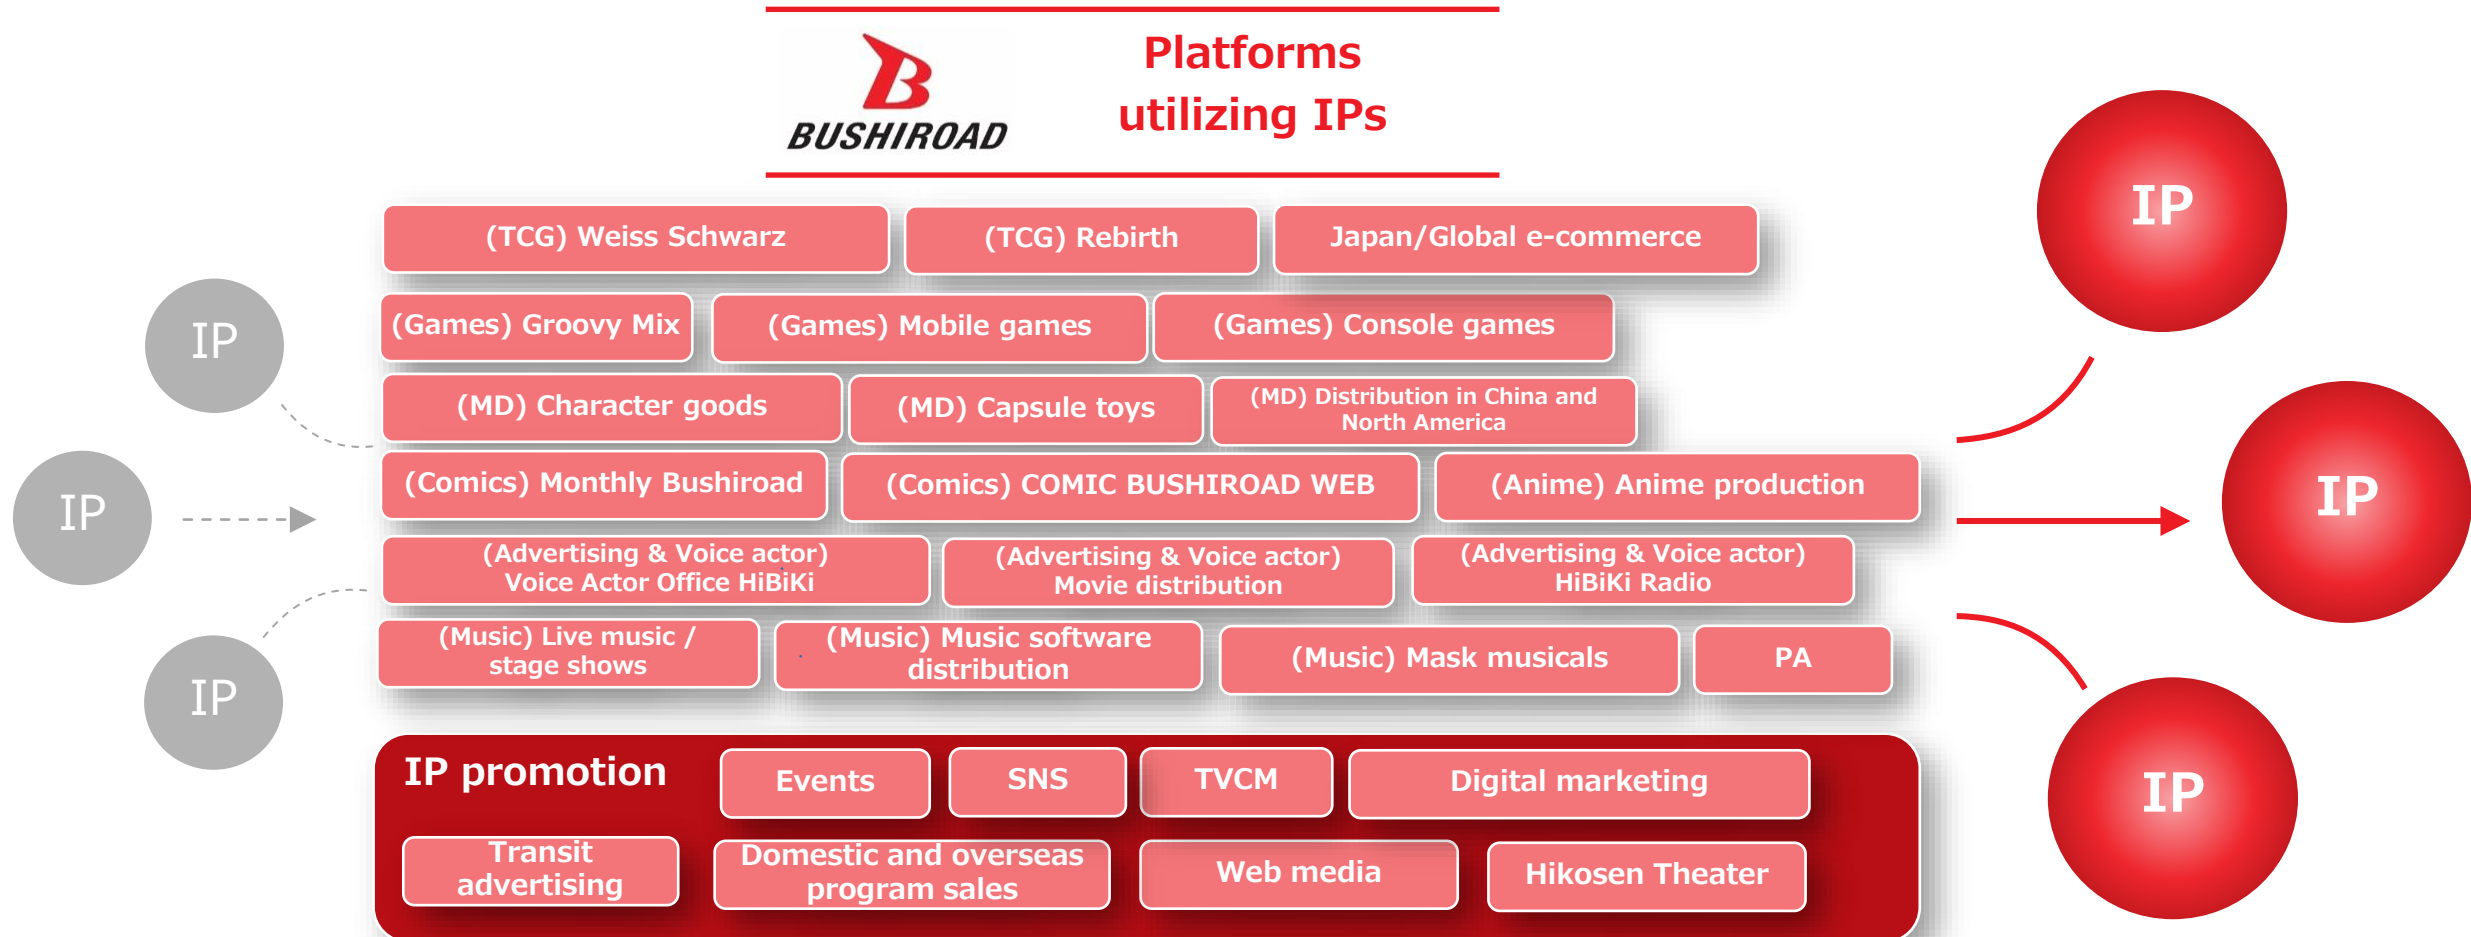 BUSHIROAD
Platforms
utilizing IPs
(TCG) Weiss Schwarz
(TCG) Rebirth
Japan/Global e-commerce
(Games) Groovy Mix
(Games) Mobile games
(Games) Console games
(MD) Character goods
(MD) Capsule toys
(MD) Distribution in China and
North America
(Comics) Monthly Bushiroad
(Comics) COMIC BUSHIROAD WEB
(Anime) Anime production
(Advertising & Voice actor)
Voice Actor Office HiBiKi
(Advertising & Voice actor)
Movie distribution
(Advertising & Voice actor)
HiBiKi Radio
(Music) Live music /
stage shows
(Music) Music software
distribution
(Music) Mask musicals
PA
IP promotion
Events
SNS
TVCM
Digital marketing
Transit
advertising
Domestic and overseas
program sales
Web media
Hikosen Theater
IP
IP
IP
IP
IP
IP